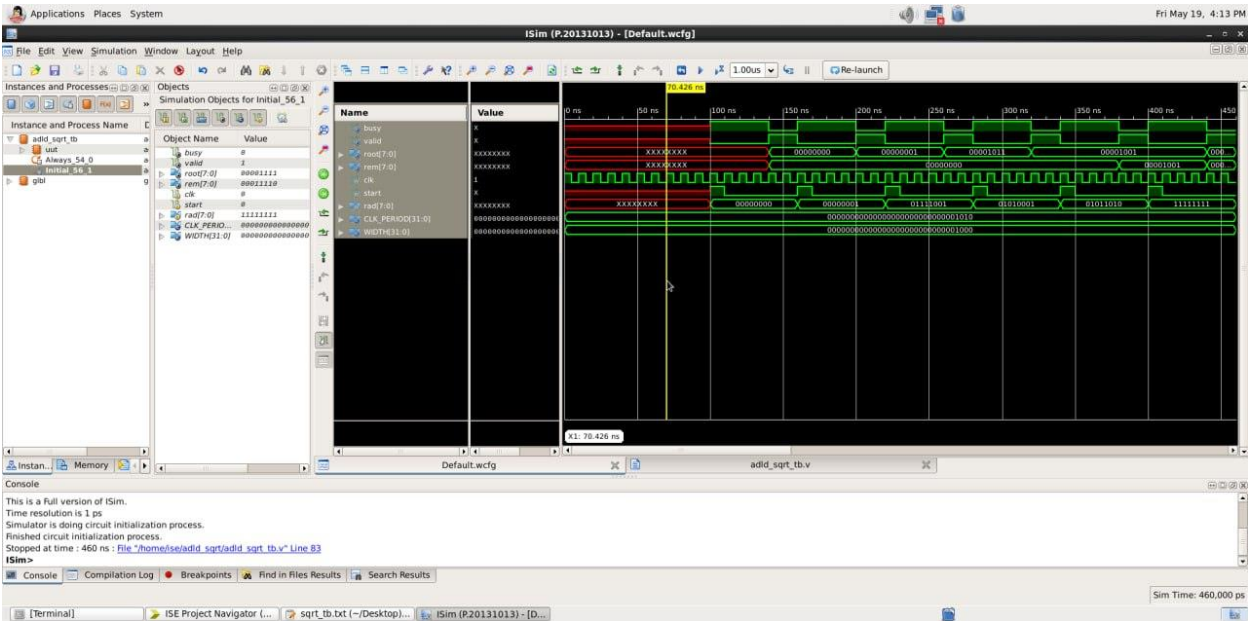 Applications Places System
Fri May 19, 4:13 PM
ISim (P.20131013) - [Default.wcfg]
File Edit View Simulation Window Layout Help
1.00us
Re-launch
Instances and Processes
Instance and Process Name
adld_sqrt_tb
uut
Always_54_0
Initial_56_1
glbl
Objects
Simulation Objects for Initial_56_1
Object Name Value
busy 0
valid 1
root[7:0] 00001111
rem[7:0] 00011110
clk 0
start 0
rad[7:0] 11111111
CLK_PERIO... 0000000000000
WIDTH[31:0] 0000000000000
Name Value
busy X
valid X
root[7:0] XXXXXXXX
rem[7:0] XXXXXXXX
clk 1
start X
rad[7:0] XXXXXXXX
CLK_PERIOD[31:0]
WIDTH[31:0]
70.426 ns
0 ns 50 ns 100 ns 150 ns 200 ns 250 ns 300 ns 350 ns 400 ns 450
XXXXXXXX 00000000 00000001 00001011 00001001 000...
XXXXXXXX 00000000 00001001 000...
XXXXXXXX 00000000 00000001 01111001 01010001 01011010 11111111
00000000000000000000000000001010
00000000000000000000000000001000
X1: 70.426 ns
Instan... Memory
Default.wcfg
adld_sqrt_tb.v
Console
This is a Full version of ISim.
Time resolution is 1 ps
Simulator is doing circuit initialization process.
Finished circuit initialization process.
Stopped at time : 460 ns : File "/home/ise/adld_sqrt/adld_sqrt_tb.v" Line 83
ISim>
Console Compilation Log Breakpoints Find in Files Results Search Results
Sim Time: 460,000 ps
[Terminal] ISE Project Navigator (... sqrt_tb.txt (~/Desktop)... ISim (P.20131013) - [D...